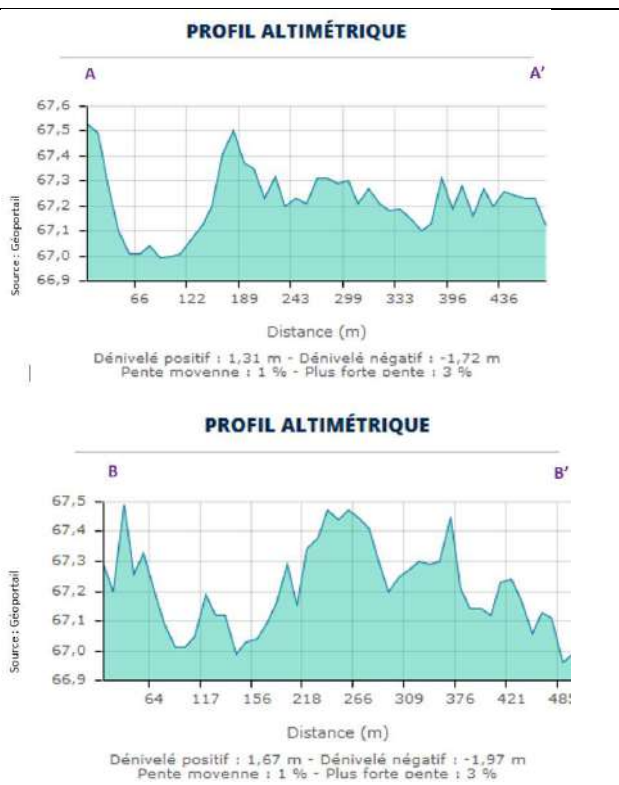 PROFIL ALTIMÉTRIQUE
A A’
67,6
67,5
67,4
67,3
67,2
67,1
67,0
66,9
Source : Géoportail
66 122 189 243 299 333 396 436
Distance (m)
Dénivelé positif : 1,31 m - Dénivelé négatif : -1,72 m
Pente moyenne : 1 % - Plus forte pente : 3 %
PROFIL ALTIMÉTRIQUE
B B’
67,5
67,4
67,3
67,2
67,1
67,0
66,9
Source : Géoportail
64 117 156 218 266 309 376 421 485
Distance (m)
Dénivelé positif : 1,67 m - Dénivelé négatif : -1,97 m
Pente moyenne : 1 % - Plus forte pente : 3 %